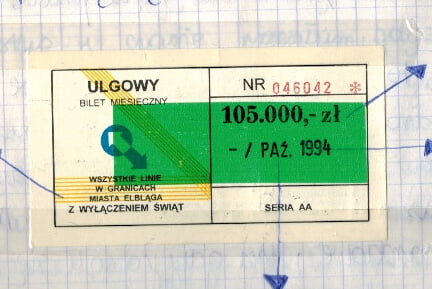 ULGOWY
BILET MIESIĘCZNY
WSZYSTKIE LINIE
W GRANICACH
MIASTA ELBLĄGA
Z WYŁĄCZENIEM ŚWIĄT
NR 046042 *
105.000,- zł
- / PAŹ. 1994
SERIA AA